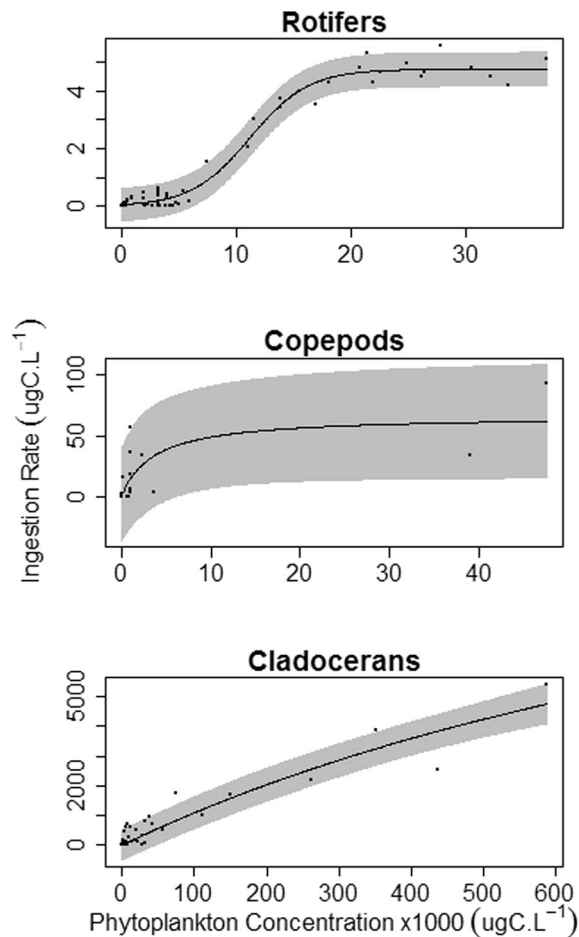 Rotifers
4
2
0
0 10 20 30
Copepods
100
50
0
0 10 20 30 40
Cladocerans
5000
2000
0
0 100 200 300 400 500 600
Ingestion Rate (ugC.L⁻¹)
Phytoplankton Concentration x1000 (ugC.L⁻¹)